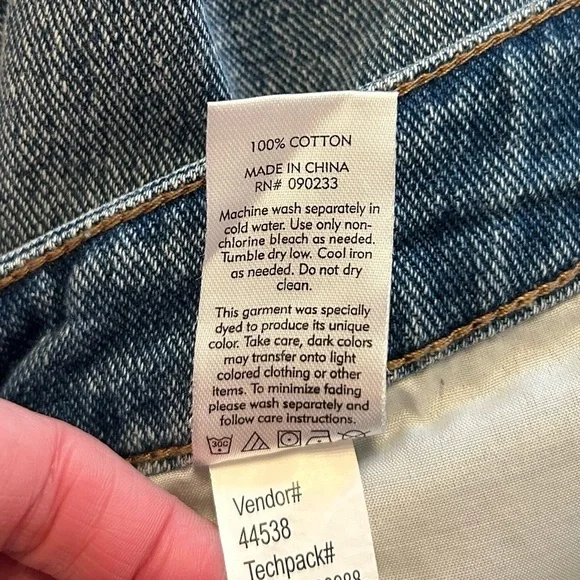 100% COTTON
MADE IN CHINA
RN# 090233
Machine wash separately in
cold water. Use only non-
chlorine bleach as needed.
Tumble dry low. Cool iron
as needed. Do not dry
clean.
This garment was specially
dyed to produce its unique
color. Take care, dark colors
may transfer onto light
colored clothing or other
items. To minimize fading
please wash separately and
follow care instructions.
30C
Vendor#
44538
Techpack#